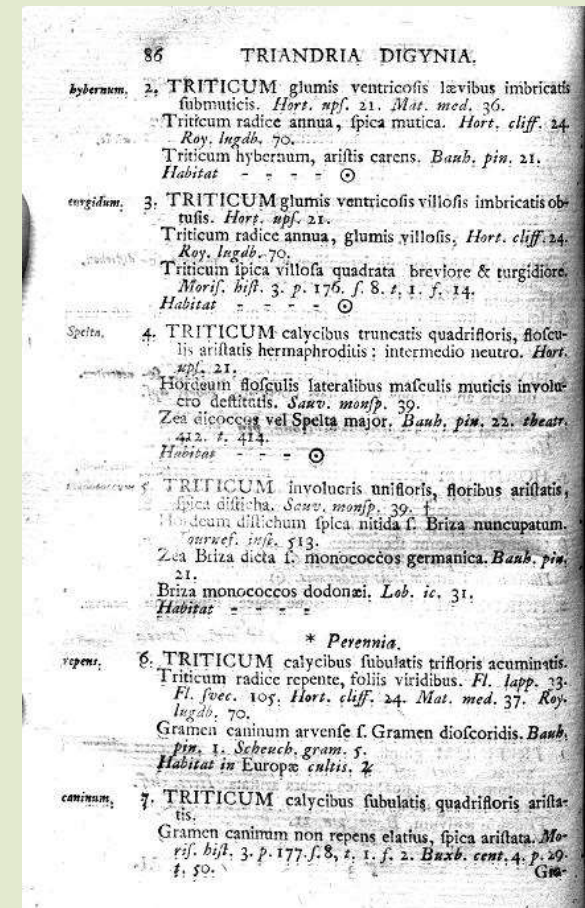 86 TRIANDRIA DIGYNIA.
hybernum. 2. TRITICUM glumis ventricoſis lævibus imbricatis
ſubmuticis. Hort. upſ. 21. Mat. med. 36.
Triticum radice annua, ſpica mutica. Hort. cliff. 24.
Roy. lugdb. 70.
Triticum hybernum, ariſtis carens. Bauh. pin. 21.
Habitat - - - - ☉
turgidum. 3. TRITICUM glumis ventricoſis villoſis imbricatis ob-
tuſis. Hort. upſ. 21.
Triticum radice annua, glumis villoſis, Hort. cliff. 24.
Roy. lugdb. 70.
Triticum ſpica villoſa quadrata breviore & turgidiore.
Moriſ. hiſt. 3. p. 176. ſ. 8. t. 1. f. 14.
Habitat - - - - ☉
Spelta. 4. TRITICUM calycibus truncatis quadrifloris, floſcu-
lis ariſtatis hermaphroditis: intermedio neutro. Hort.
upſ. 21.
Hordeum floſculis lateralibus maſculis muticis involu-
cro deſtitutis. Sauv. monſp. 39.
Zea dicoccos vel Spelta major. Bauh. pin. 22. theatr.
412. t. 414.
Habitat - - - ☉
5. TRITICUM involucris unifloris, floribus ariſtatis,
ſpica diſticha. Sauv. monſp. 39. †
Hordeum diſtichum ſpica nitida ſ. Briza nuncupatum.
Tournef. inſt. 513.
Zea Briza dicta ſ. monococcos germanica. Bauh. pin.
21.
Briza monococcos dodonæi. Lob. ic. 31.
Habitat - - - -
* Perennia.
repens. 6. TRITICUM calycibus ſubulatis trifloris acuminatis.
Triticum radice repente, foliis viridibus. Fl. lapp. 33.
Fl. ſvec. 105. Hort. cliff. 24. Mat. med. 37. Roy.
lugdb. 70.
Gramen caninum arvenſe ſ. Gramen dioſcoridis. Bauh.
pin. 1. Scheuch. gram. 5.
Habitat in Europæ cultis. ♃
caninum. 7. TRITICUM calycibus ſubulatis quadrifloris ariſta-
tis.
Gramen caninum non repens elatius, ſpica ariſtata. Mo-
riſ. hiſt. 3. p. 177. ſ. 8, t. 1. f. 2. Buxb. cent. 4. p. 29.
t. 50.
Gra-